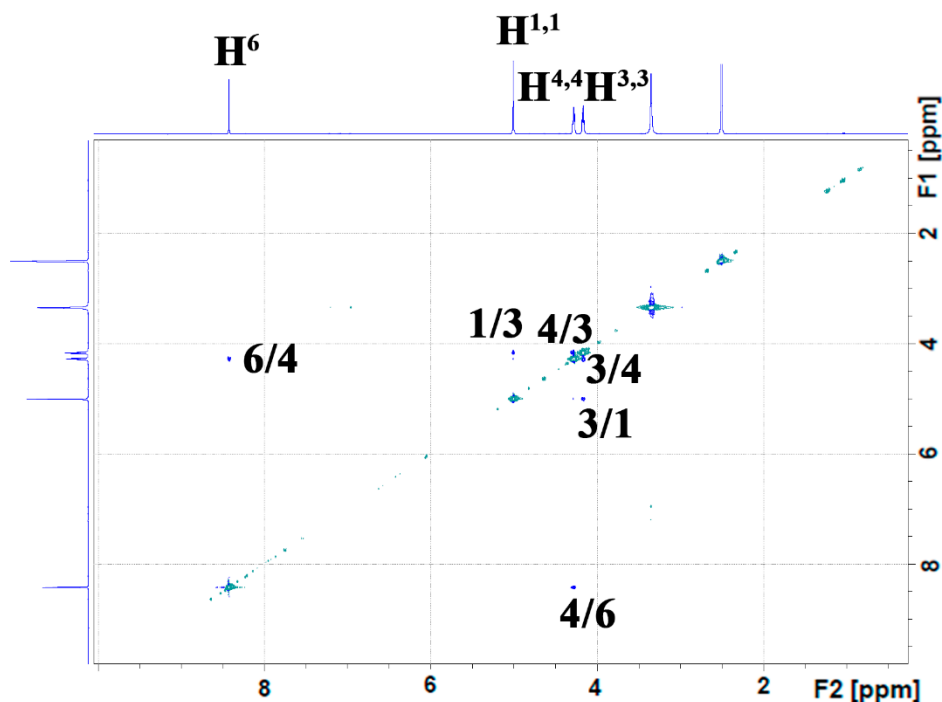 H⁶
H¹,¹
H⁴,⁴ H³,³
F1 [ppm]
2
4
6
8
1/3
4/3
6/4
3/4
3/1
4/6
8
6
4
2
F2 [ppm]